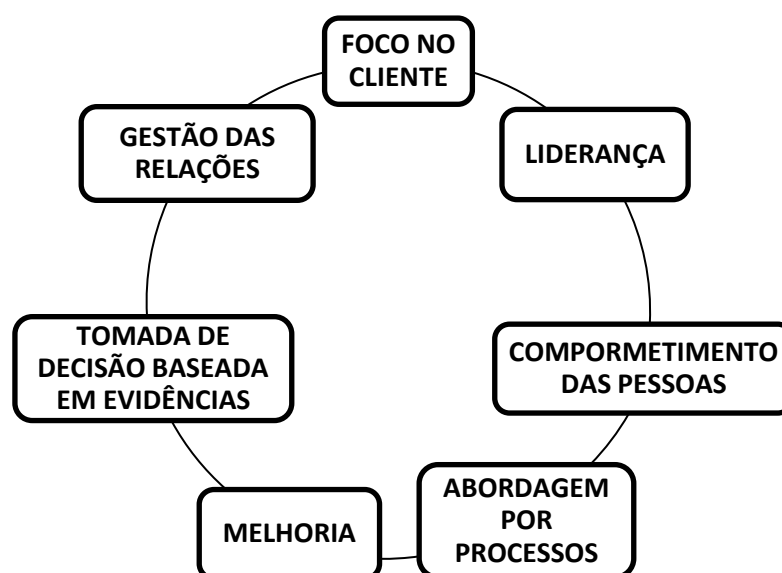 FOCO NO
CLIENTE
LIDERANÇA
COMPORMETIMENTO
DAS PESSOAS
ABORDAGEM
POR
PROCESSOS
MELHORIA
TOMADA DE
DECISÃO BASEADA
EM EVIDÊNCIAS
GESTÃO DAS
RELAÇÕES